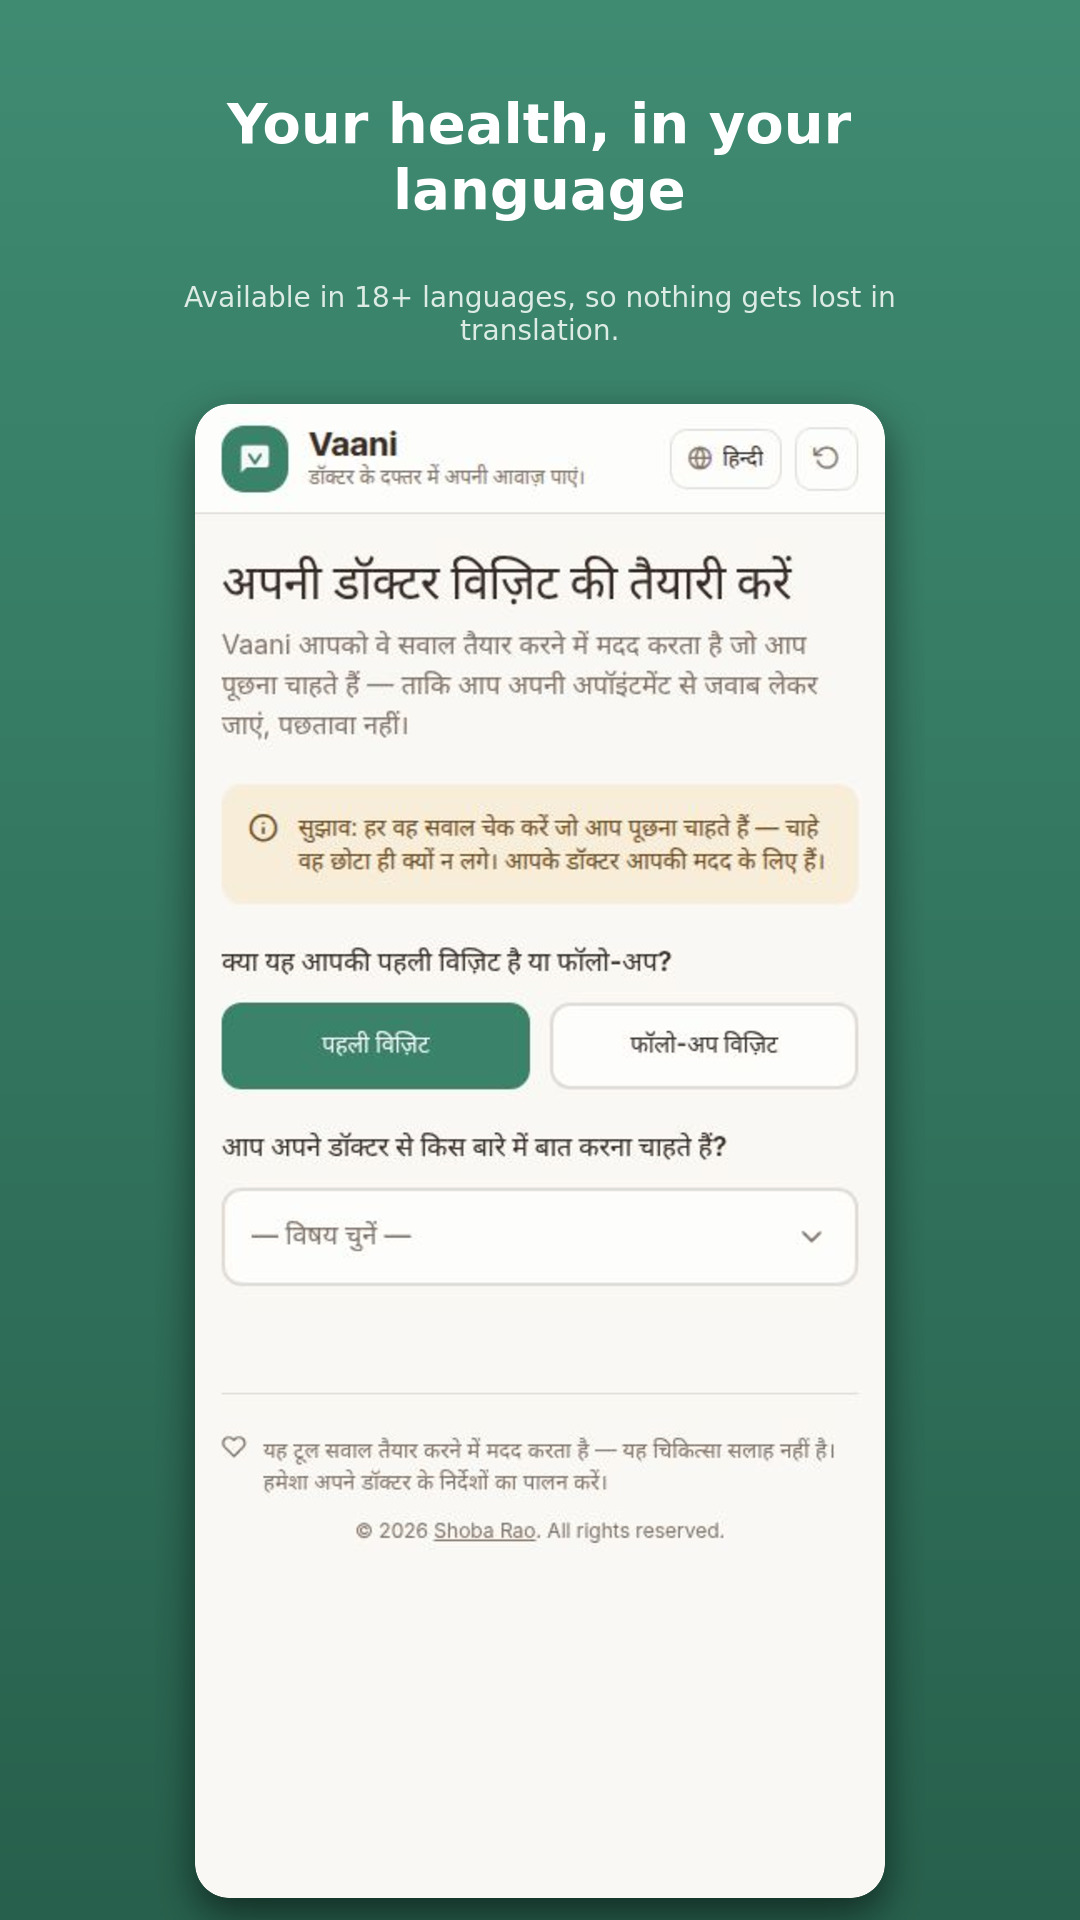 Your health, in your
language
Available in 18+ languages, so nothing gets lost in
translation.
Vaani
डॉक्टर के दफ्तर में अपनी आवाज़ पाएं।
हिन्दी
अपनी डॉक्टर विज़िट की तैयारी करें
Vaani आपको वे सवाल तैयार करने में मदद करता है जो आप
पूछना चाहते हैं — ताकि आप अपनी अपॉइंटमेंट से जवाब लेकर
जाएं, पछतावा नहीं।
सुझाव: हर वह सवाल चेक करें जो आप पूछना चाहते हैं — चाहे
वह छोटा ही क्यों न लगे। आपके डॉक्टर आपकी मदद के लिए हैं।
क्या यह आपकी पहली विज़िट है या फॉलो-अप?
पहली विज़िट
फॉलो-अप विज़िट
आप अपने डॉक्टर से किस बारे में बात करना चाहते हैं?
— विषय चुनें —
यह टूल सवाल तैयार करने में मदद करता है — यह चिकित्सा सलाह नहीं है।
हमेशा अपने डॉक्टर के निर्देशों का पालन करें।
© 2026 Shoba Rao. All rights reserved.